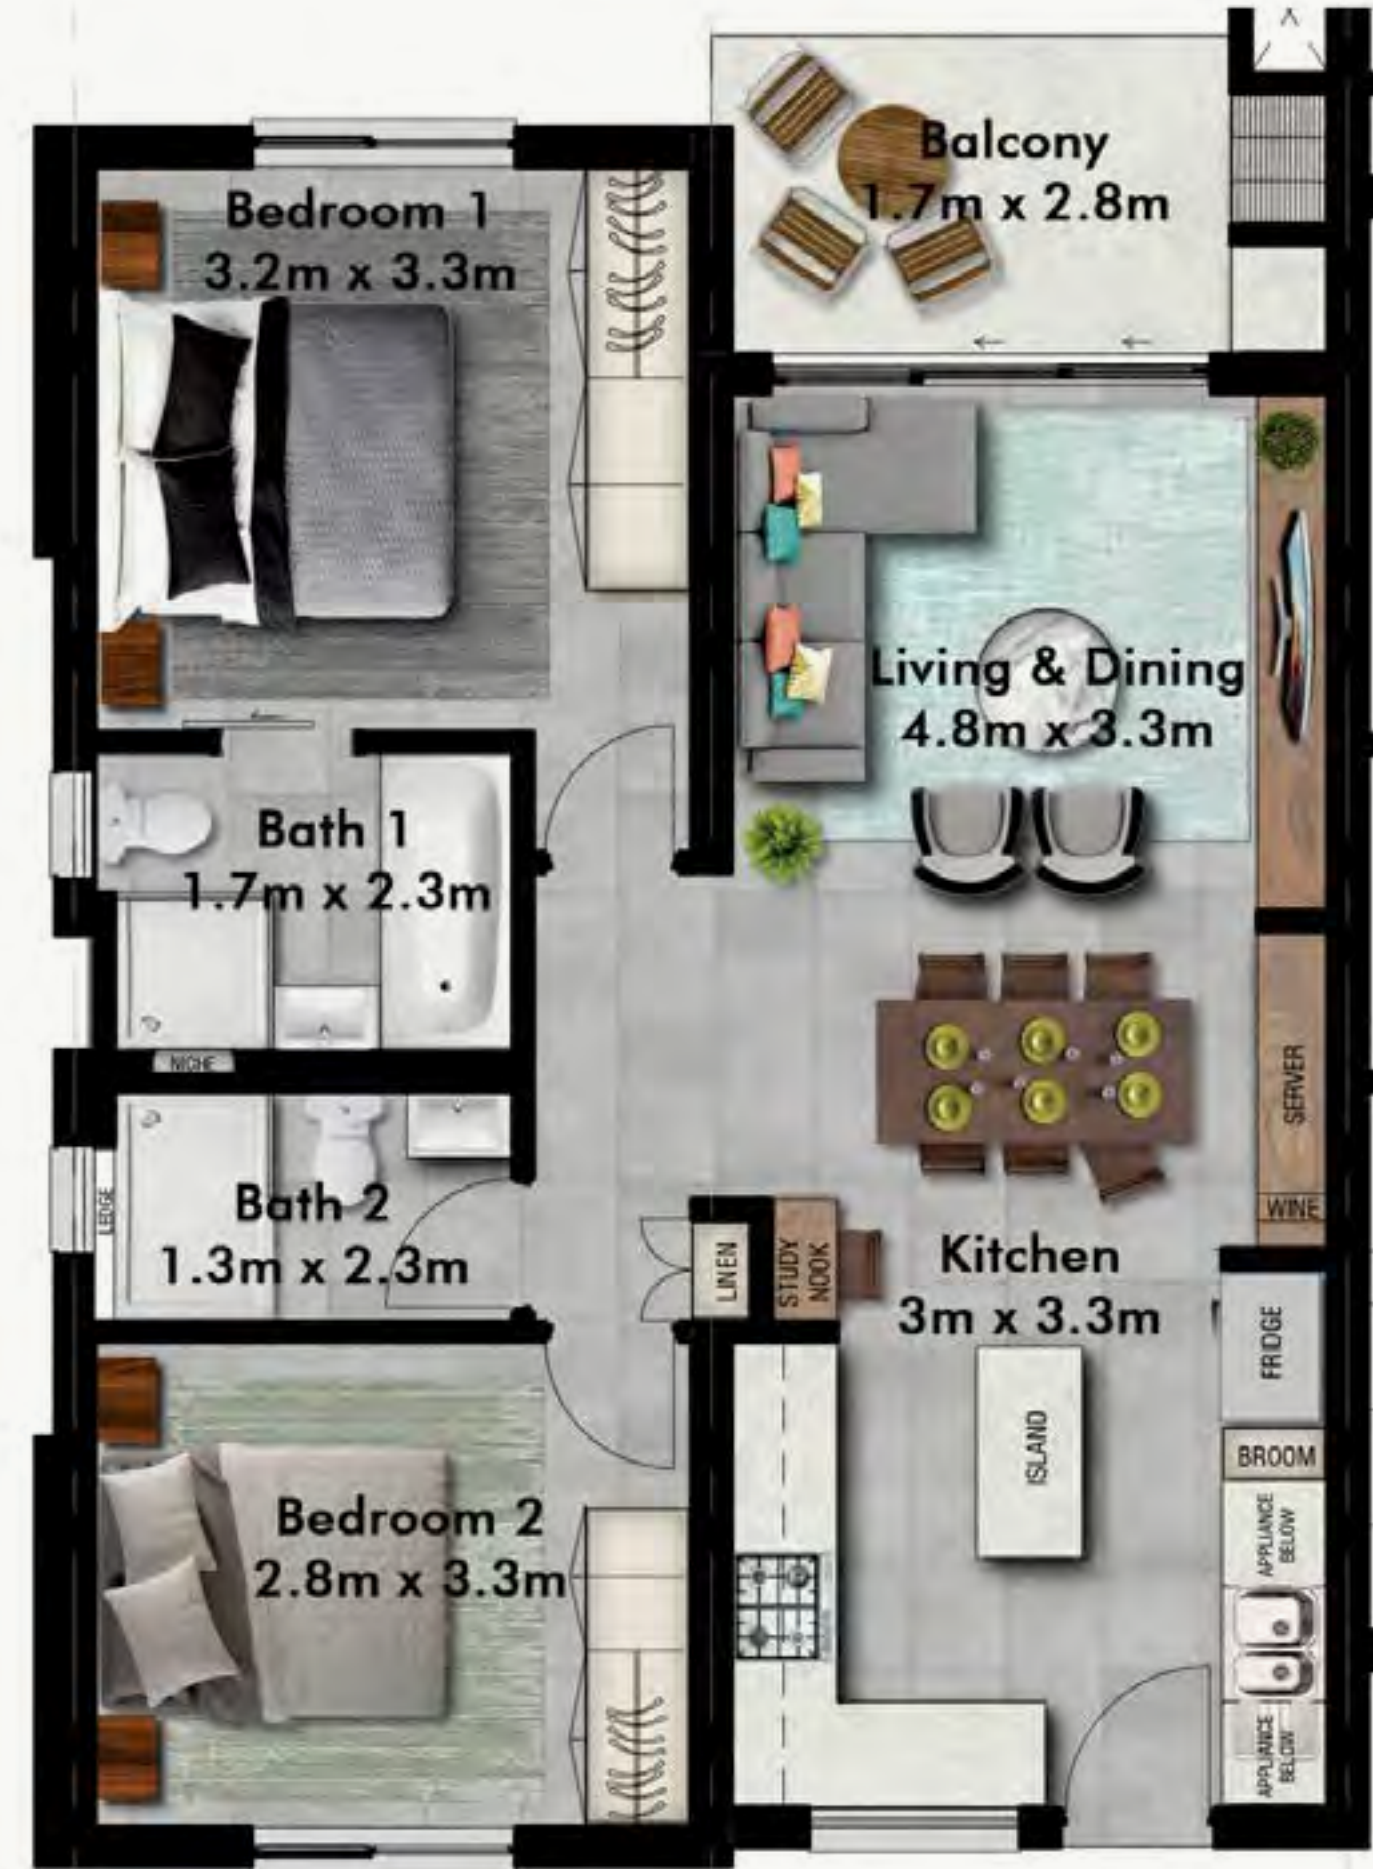 Balcony
1.7m x 2.8m
Bedroom 1
3.2m x 3.3m
Living & Dining
4.8m x 3.3m
Bath 1
1.7m x 2.3m
NICHE
SERVER
WINE
Bath 2
1.3m x 2.3m
LEDGE
LINEN
STUDY
NOOK
Kitchen
3m x 3.3m
FRIDGE
ISLAND
BROOM
APPLIANCE
BELOW
Bedroom 2
2.8m x 3.3m
APPLIANCE
BELOW